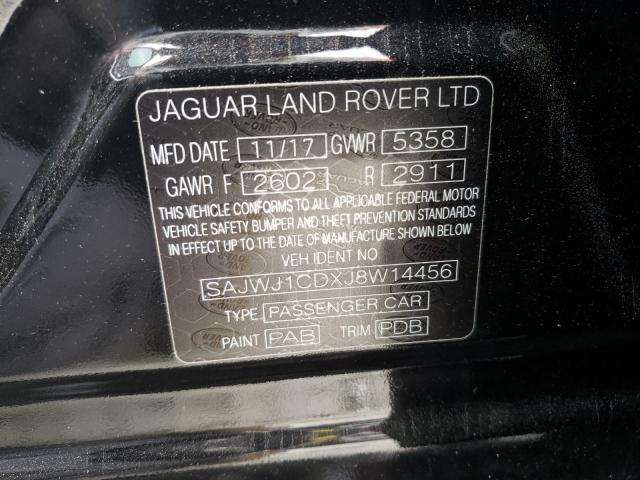 JAGUAR LAND ROVER LTD
MFD DATE 11/17 GVWR 5358
GAWR F 2602 R 2911
THIS VEHICLE CONFORMS TO ALL APPLICABLE FEDERAL MOTOR
VEHICLE SAFETY BUMPER AND THEFT PREVENTION STANDARDS
IN EFFECT UP TO THE DATE OF MANUFACTURE SHOWN BELOW
VEH IDENT NO
SAJWJ1CDXJ8W14456
TYPE PASSENGER CAR
PAINT PAB TRIM PDB